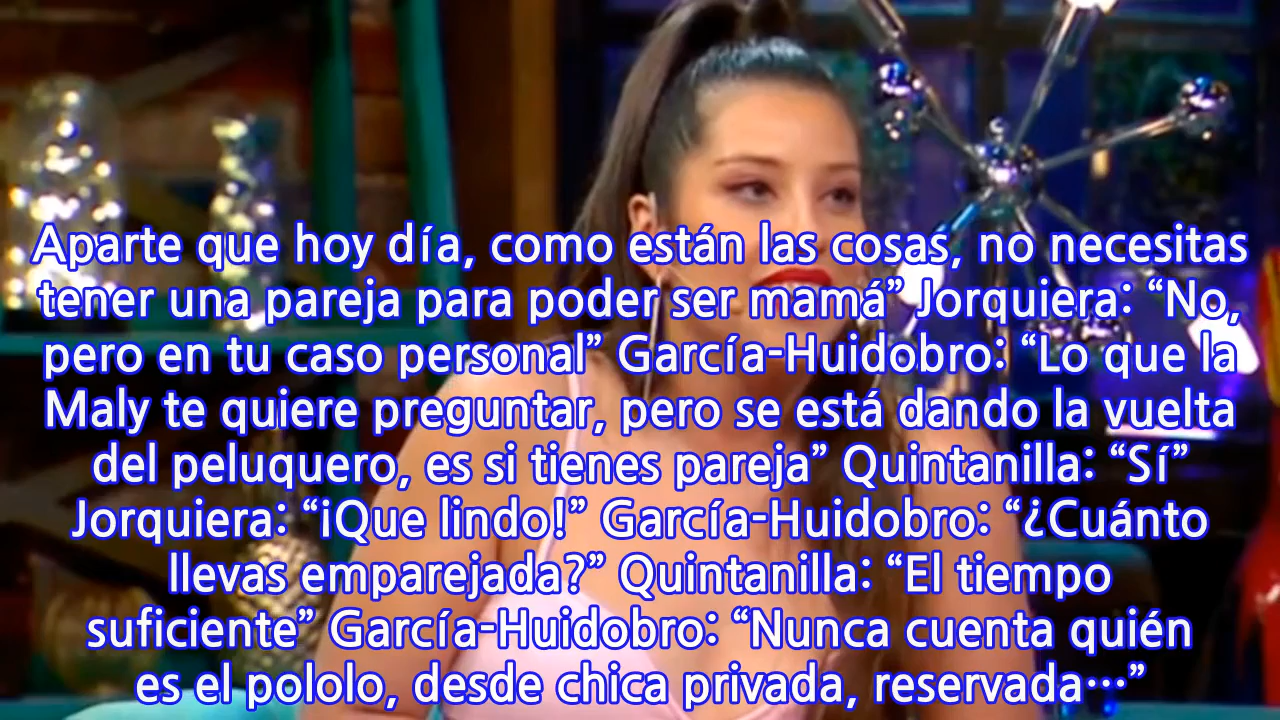 Aparte que hoy día, como están las cosas, no necesitas
tener una pareja para poder ser mamá” Jorquiera: “No,
pero en tu caso personal” García-Huidobro: “Lo que la
Maly te quiere preguntar, pero se está dando la vuelta
del peluquero, es si tienes pareja” Quintanilla: “Sí”
Jorquiera: “¡Que lindo!” García-Huidobro: “¿Cuánto
llevas emparejada?” Quintanilla: “El tiempo
suficiente” García-Huidobro: “Nunca cuenta quién
es el pololo, desde chica privada, reservada…”